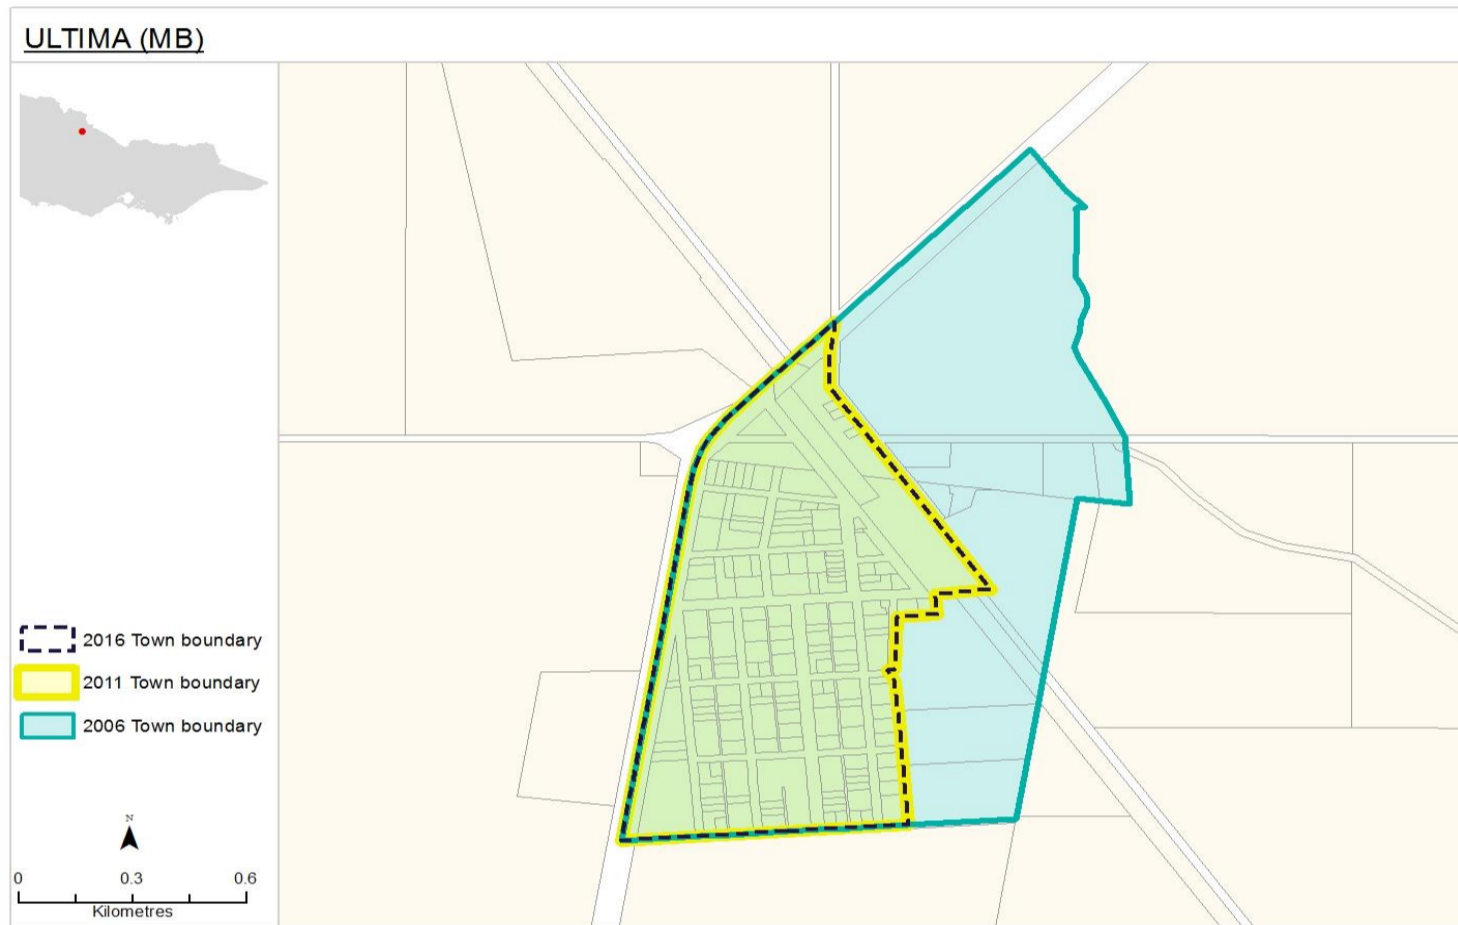 ULTIMA (MB)
2016 Town boundary
2011 Town boundary
2006 Town boundary
N
0 0.3 0.6
Kilometres